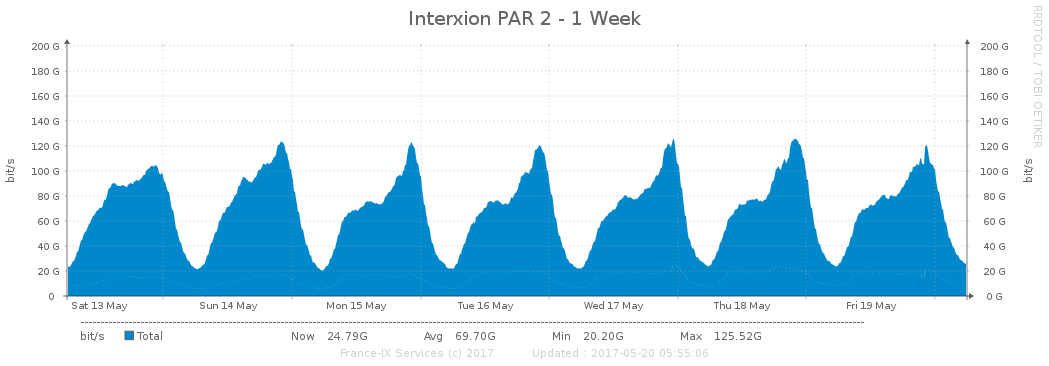 Interxion PAR 2 - 1 Week
RRDTOOL / TOBI OETIKER
200 G 200 G
180 G 180 G
160 G 160 G
140 G 140 G
120 G 120 G
100 G 100 G
80 G 80 G
60 G 60 G
40 G 40 G
20 G 20 G
0 0 G
bit/s bit/s
Sat 13 May Sun 14 May Mon 15 May Tue 16 May Wed 17 May Thu 18 May Fri 19 May
bit/s Total Now 24.79G Avg 69.70G Min 20.20G Max 125.52G
France-IX Services (c) 2017 Updated : 2017-05-20 05:55:06